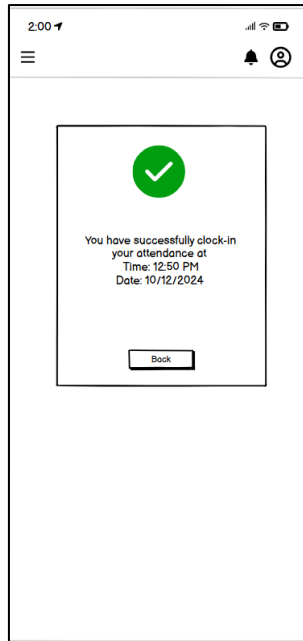 2:00
You have successfully clock-in
your attendance at
Time: 12:50 PM
Date: 10/12/2024
Back